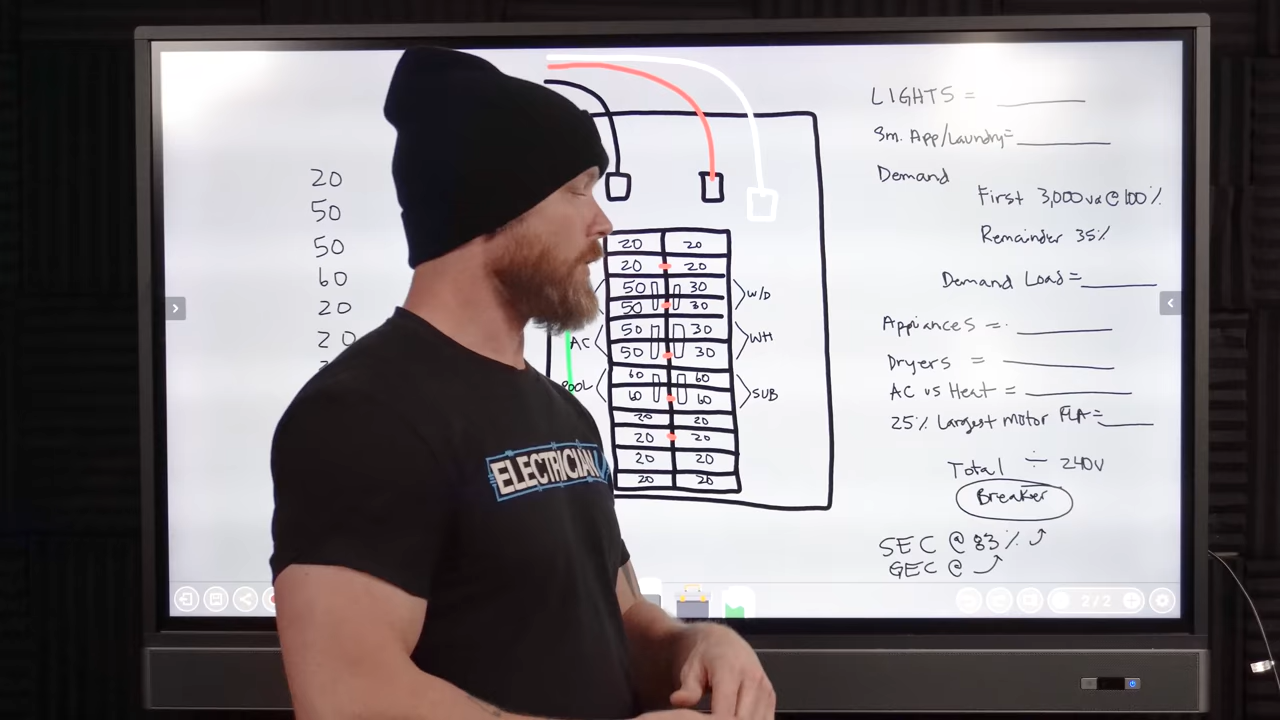 20
50
50
60
20
20
20 20
20 20
50 30
50 30
W/D
50 30
AC
WH
50 30
60 60
POOL
60 60
SUB
20 20
20 20
20 20
20 20
ELECTRICIAN
LIGHTS =
Sm. App/Laundry=
Demand
First 3,000va @ 100%
Remainder 35%
Demand Load=
Appliances =
Dryers =
AC vs Heat =
25% Largest motor FLA=
Total ÷ 240V
Breaker
SEC @ 83%
GEC @
2/2